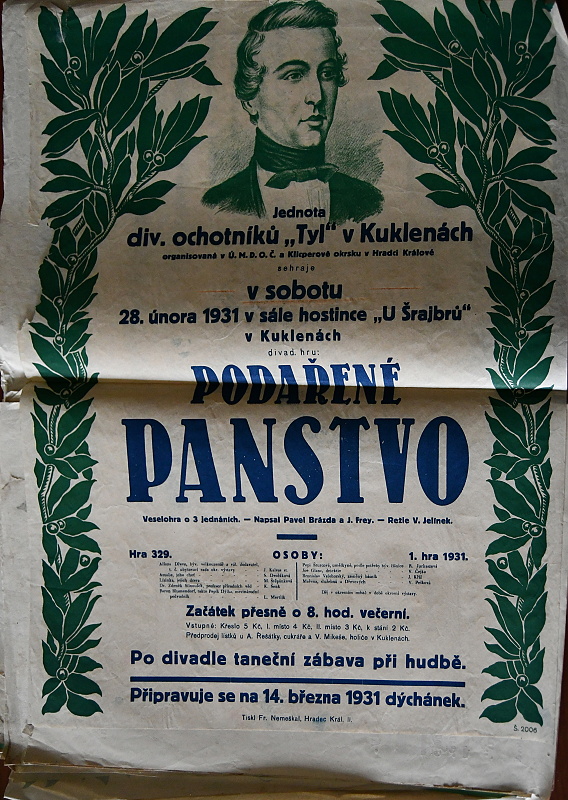 Jednota
div. ochotníků „Tyl" v Kuklenách
organisovaná v Ú. M. D. O. Č. a Klicperově okrsku v Hradci Králové
sehraje
v sobotu
28. února 1931 v sále hostince „U Šrajbrů"
v Kuklenách
divad. hru:
PODAŘENÉ
PANSTVO
Veselohra o 3 jednáních. — Napsal Pavel Brázda a J. Frey. — Režie V. Jelínek.
Hra 329. OSOBY: 1. hra 1931.
Začátek přesně o 8. hod. večerní.
Vstupné: Křeslo 5 Kč, I. místo 4 Kč, II. místo 3 Kč, k stání 2 Kč.
Předprodej lístků u A. Řešátky, cukráře a V. Mikeše, holiče v Kuklenách.
Po divadle taneční zábava při hudbě.
Připravuje se na 14. března 1931 dýchánek.
Tiskl Fr. Nemeškal, Hradec Král. II.
Š. 2006